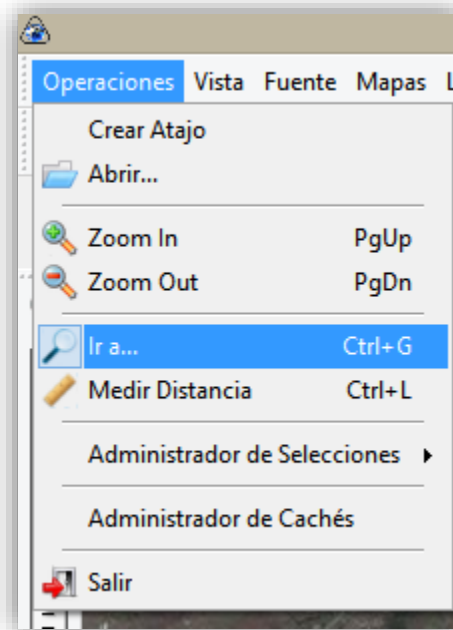 Operaciones Vista Fuente Mapas
Crear Atajo
Abrir...
Zoom In PgUp
Zoom Out PgDn
Ir a... Ctrl+G
Medir Distancia Ctrl+L
Administrador de Selecciones
Administrador de Cachés
Salir